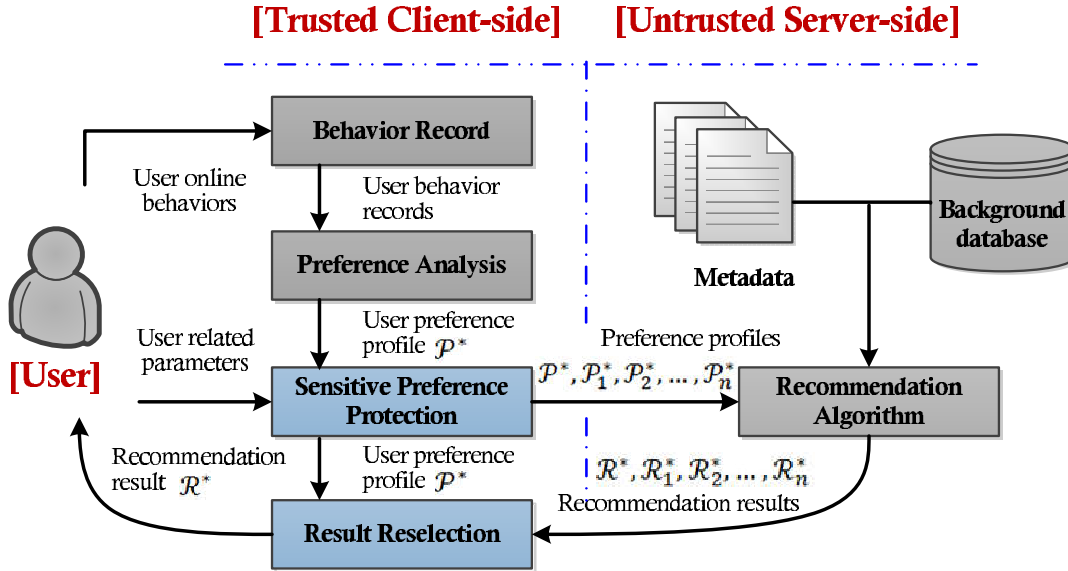 [Trusted Client-side]
[Untrusted Server-side]
Behavior Record
User online
behaviors
User behavior
records
Preference Analysis
Metadata
Background
database
[User]
User related
parameters
User preference
profile 𝒫*
Preference profiles
𝒫*, 𝒫₁*, 𝒫₂*, ..., 𝒫ₙ*
Sensitive Preference
Protection
Recommendation
Algorithm
Recommendation
result ℛ*
User preference
profile 𝒫*
ℛ*, ℛ₁*, ℛ₂*, ..., ℛₙ*
Recommendation results
Result Reselection